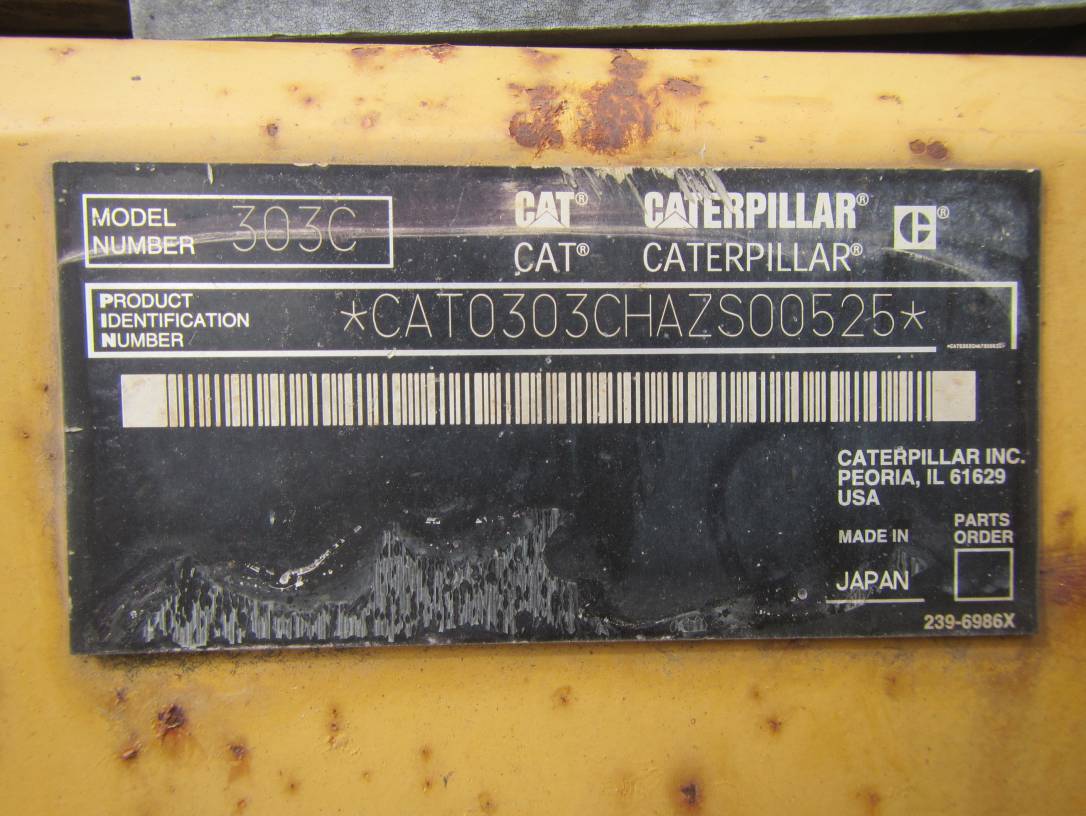 MODEL
NUMBER 303C
CAT® CATERPILLAR® C®
CAT® CATERPILLAR®
PRODUCT
IDENTIFICATION
NUMBER
*CAT0303CHAZS00525*
CATERPILLAR INC.
PEORIA, IL 61629
USA
MADE IN
JAPAN
PARTS
ORDER
239-6986X